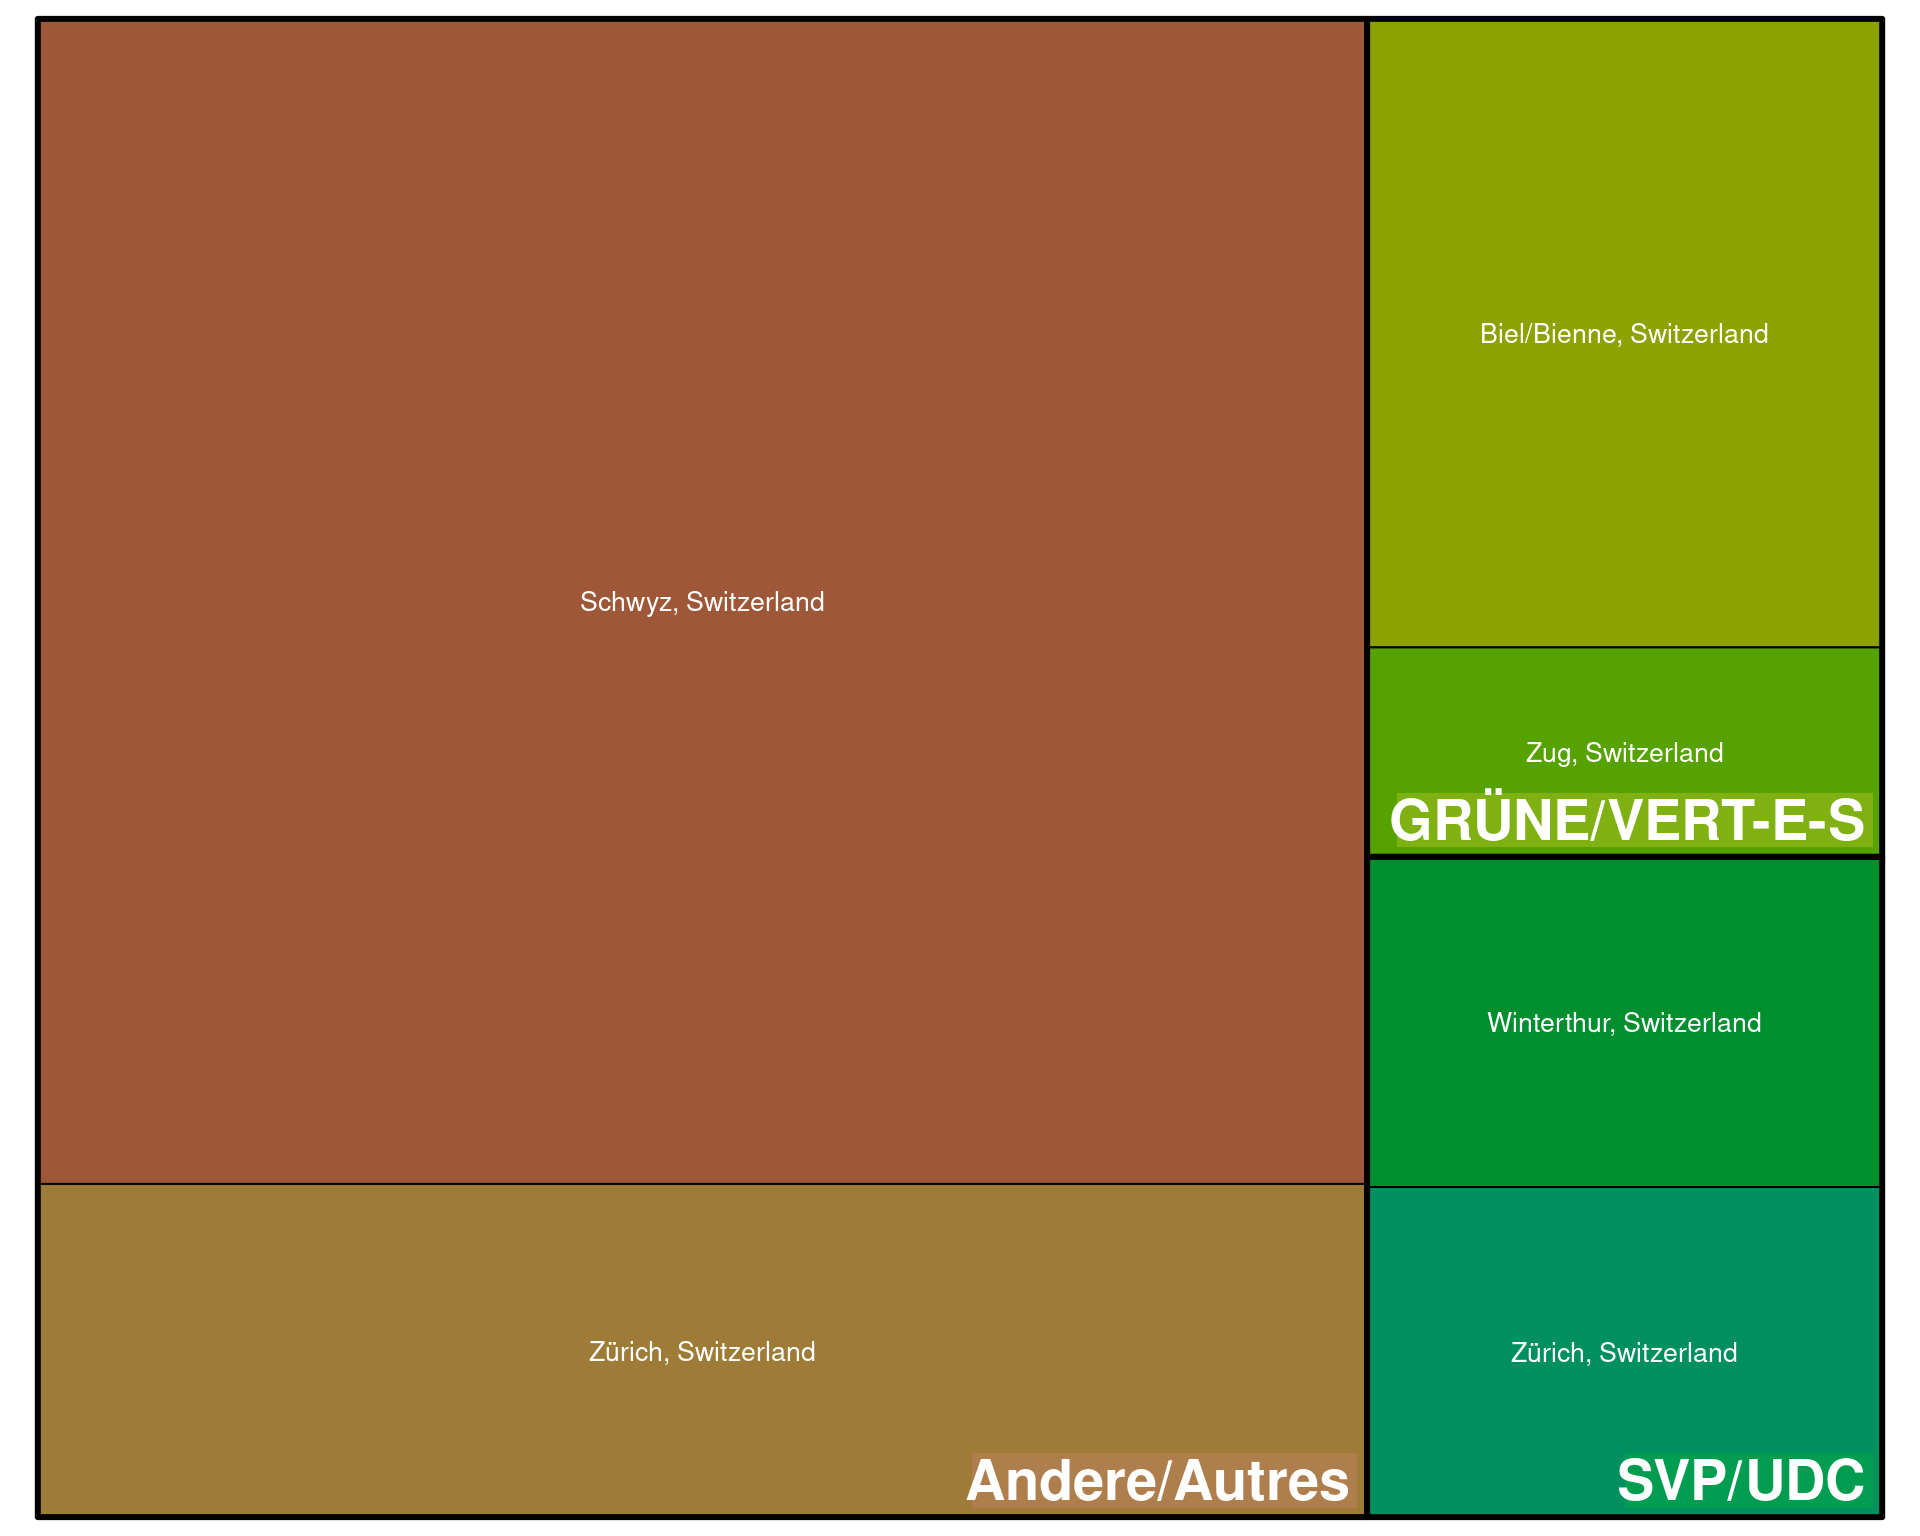 Schwyz, Switzerland
Zürich, Switzerland
Andere/Autres
Biel/Bienne, Switzerland
Zug, Switzerland
GRÜNE/VERT-E-S
Winterthur, Switzerland
Zürich, Switzerland
SVP/UDC